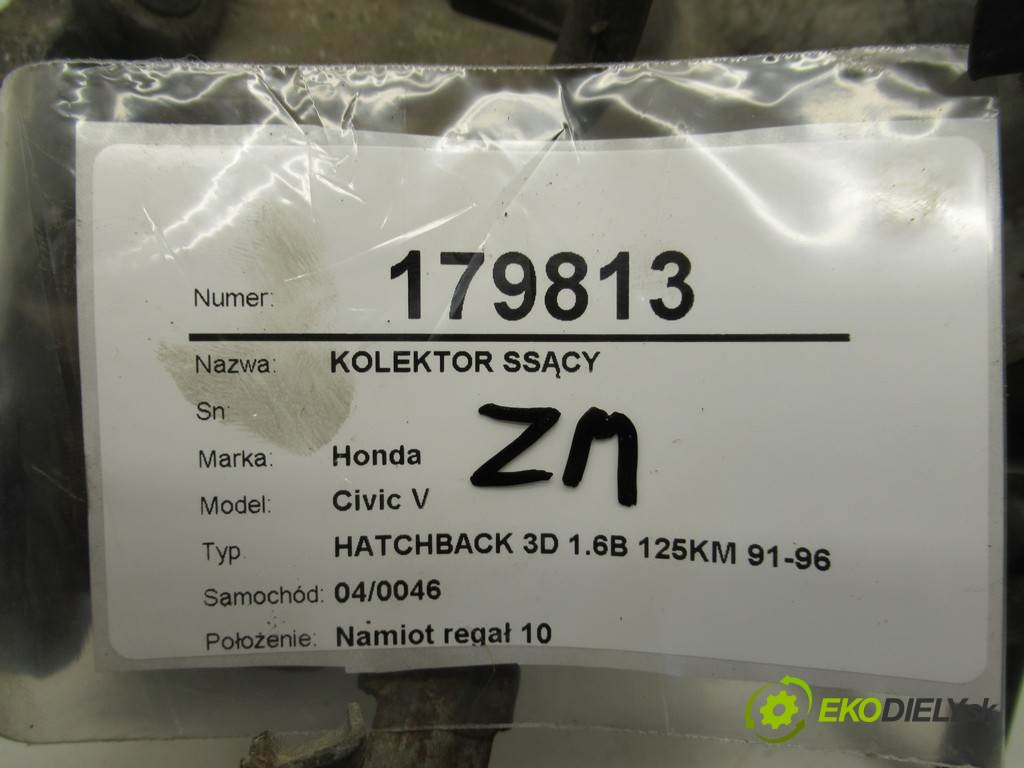 Numer: 179813
Nazwa: KOLEKTOR SSĄCY
Sn:
ZM
Marka: Honda
Model: Civic V
Typ HATCHBACK 3D 1.6B 125KM 91-96
Samochód: 04/0046
Położenie: Namiot regał 10
EKODIELY.sk